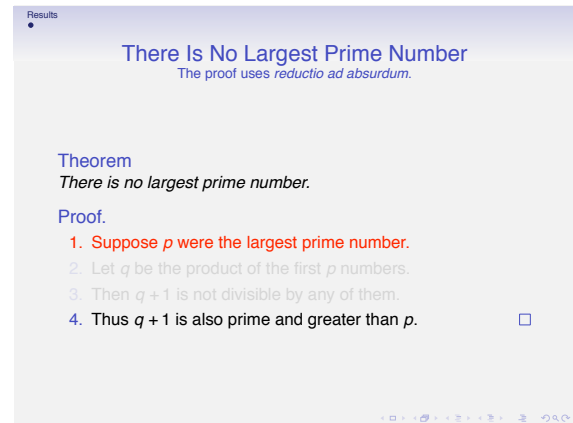 Results
There Is No Largest Prime Number
The proof uses reductio ad absurdum.
Theorem
There is no largest prime number.
Proof.
1. Suppose p were the largest prime number.
2. Let q be the product of the first p numbers.
3. Then q + 1 is not divisible by any of them.
4. Thus q + 1 is also prime and greater than p.